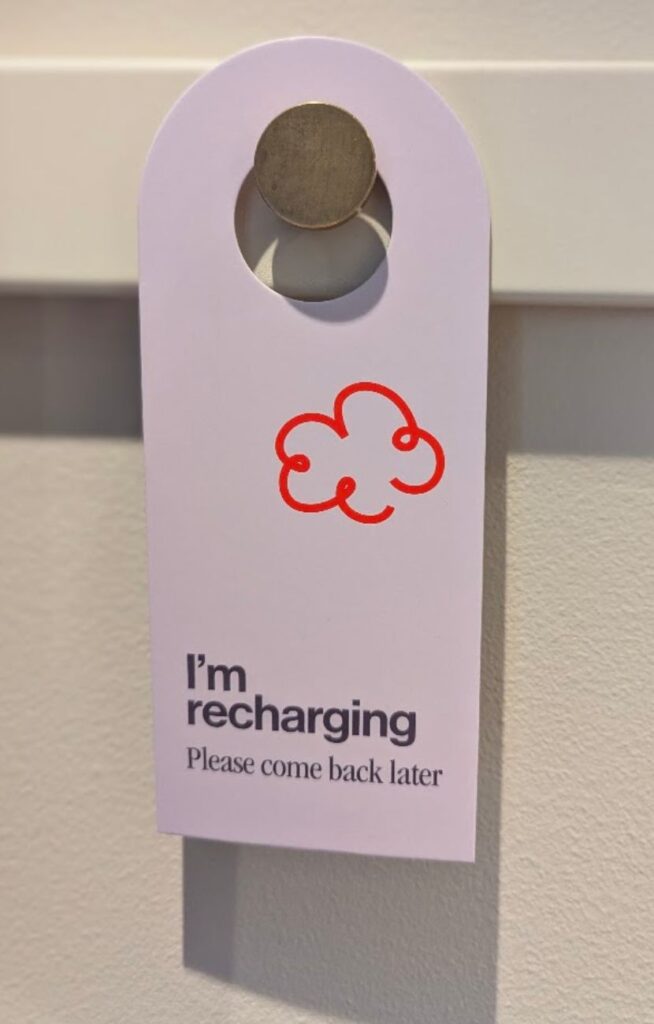 I'm
recharging
Please come back later